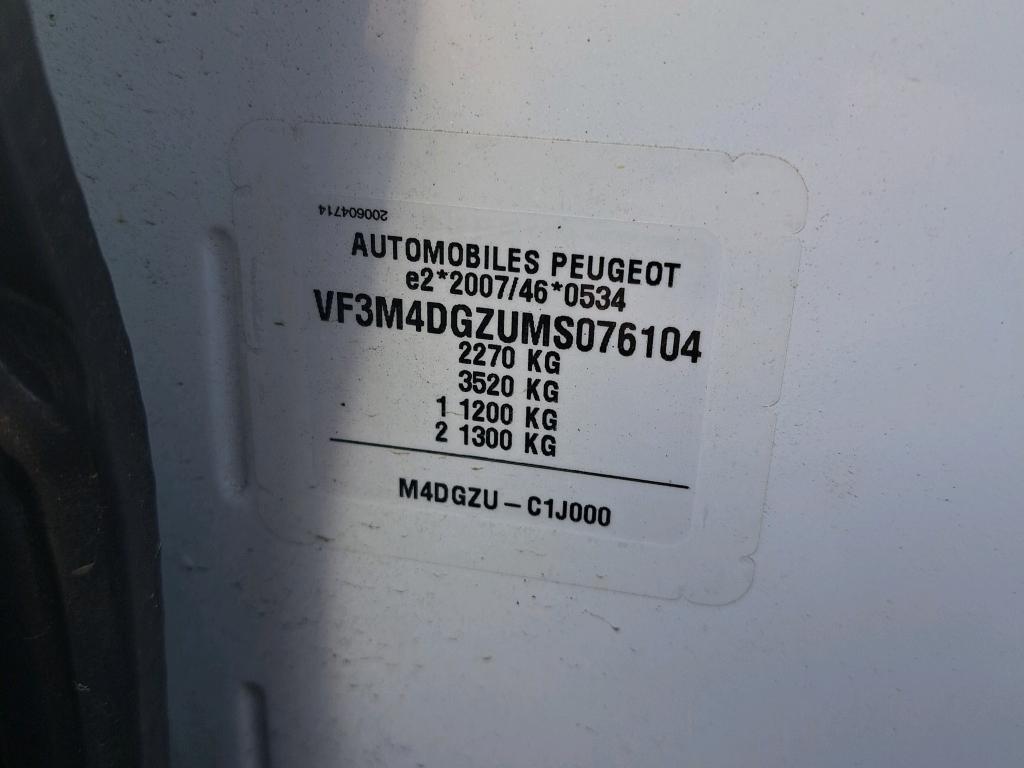 200604714
AUTOMOBILES PEUGEOT
e2*2007/46*0534
VF3M4DGZUMS076104
2270 KG
3520 KG
1 1200 KG
2 1300 KG
M4DGZU – C1J000